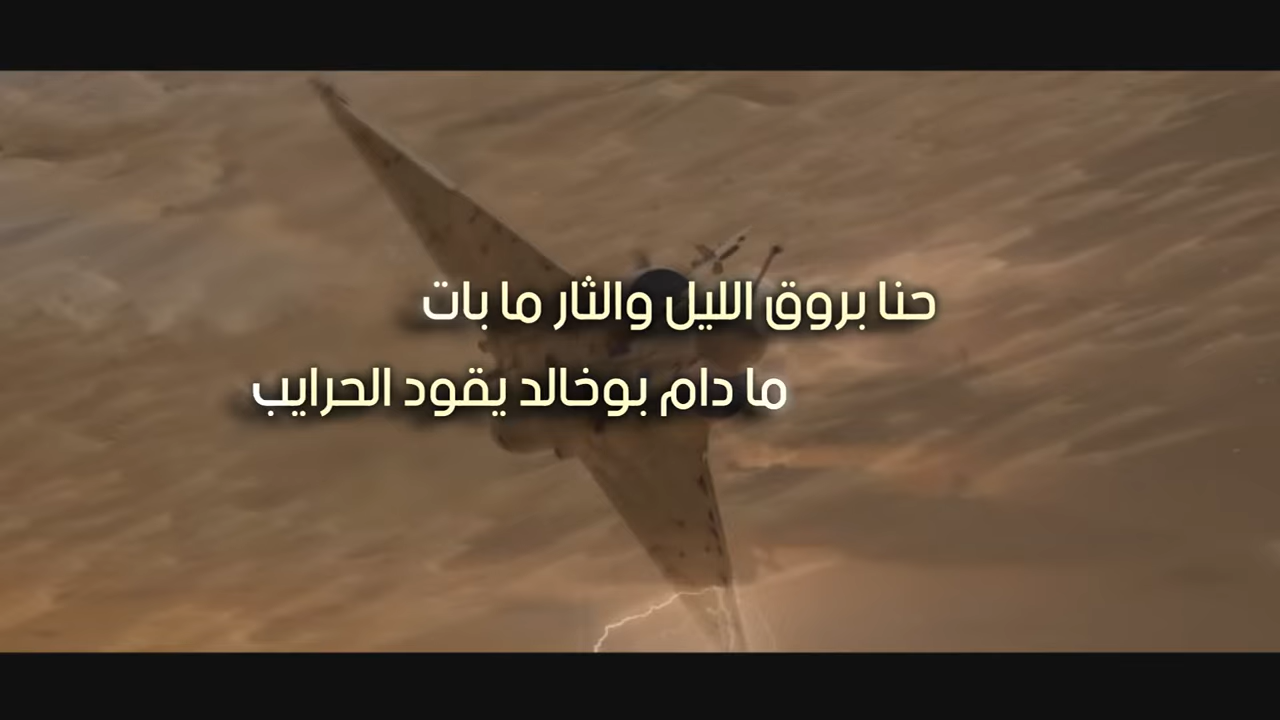 حنا بروق الليل والثار ما بات
ما دام بوخالد يقود الحرايب